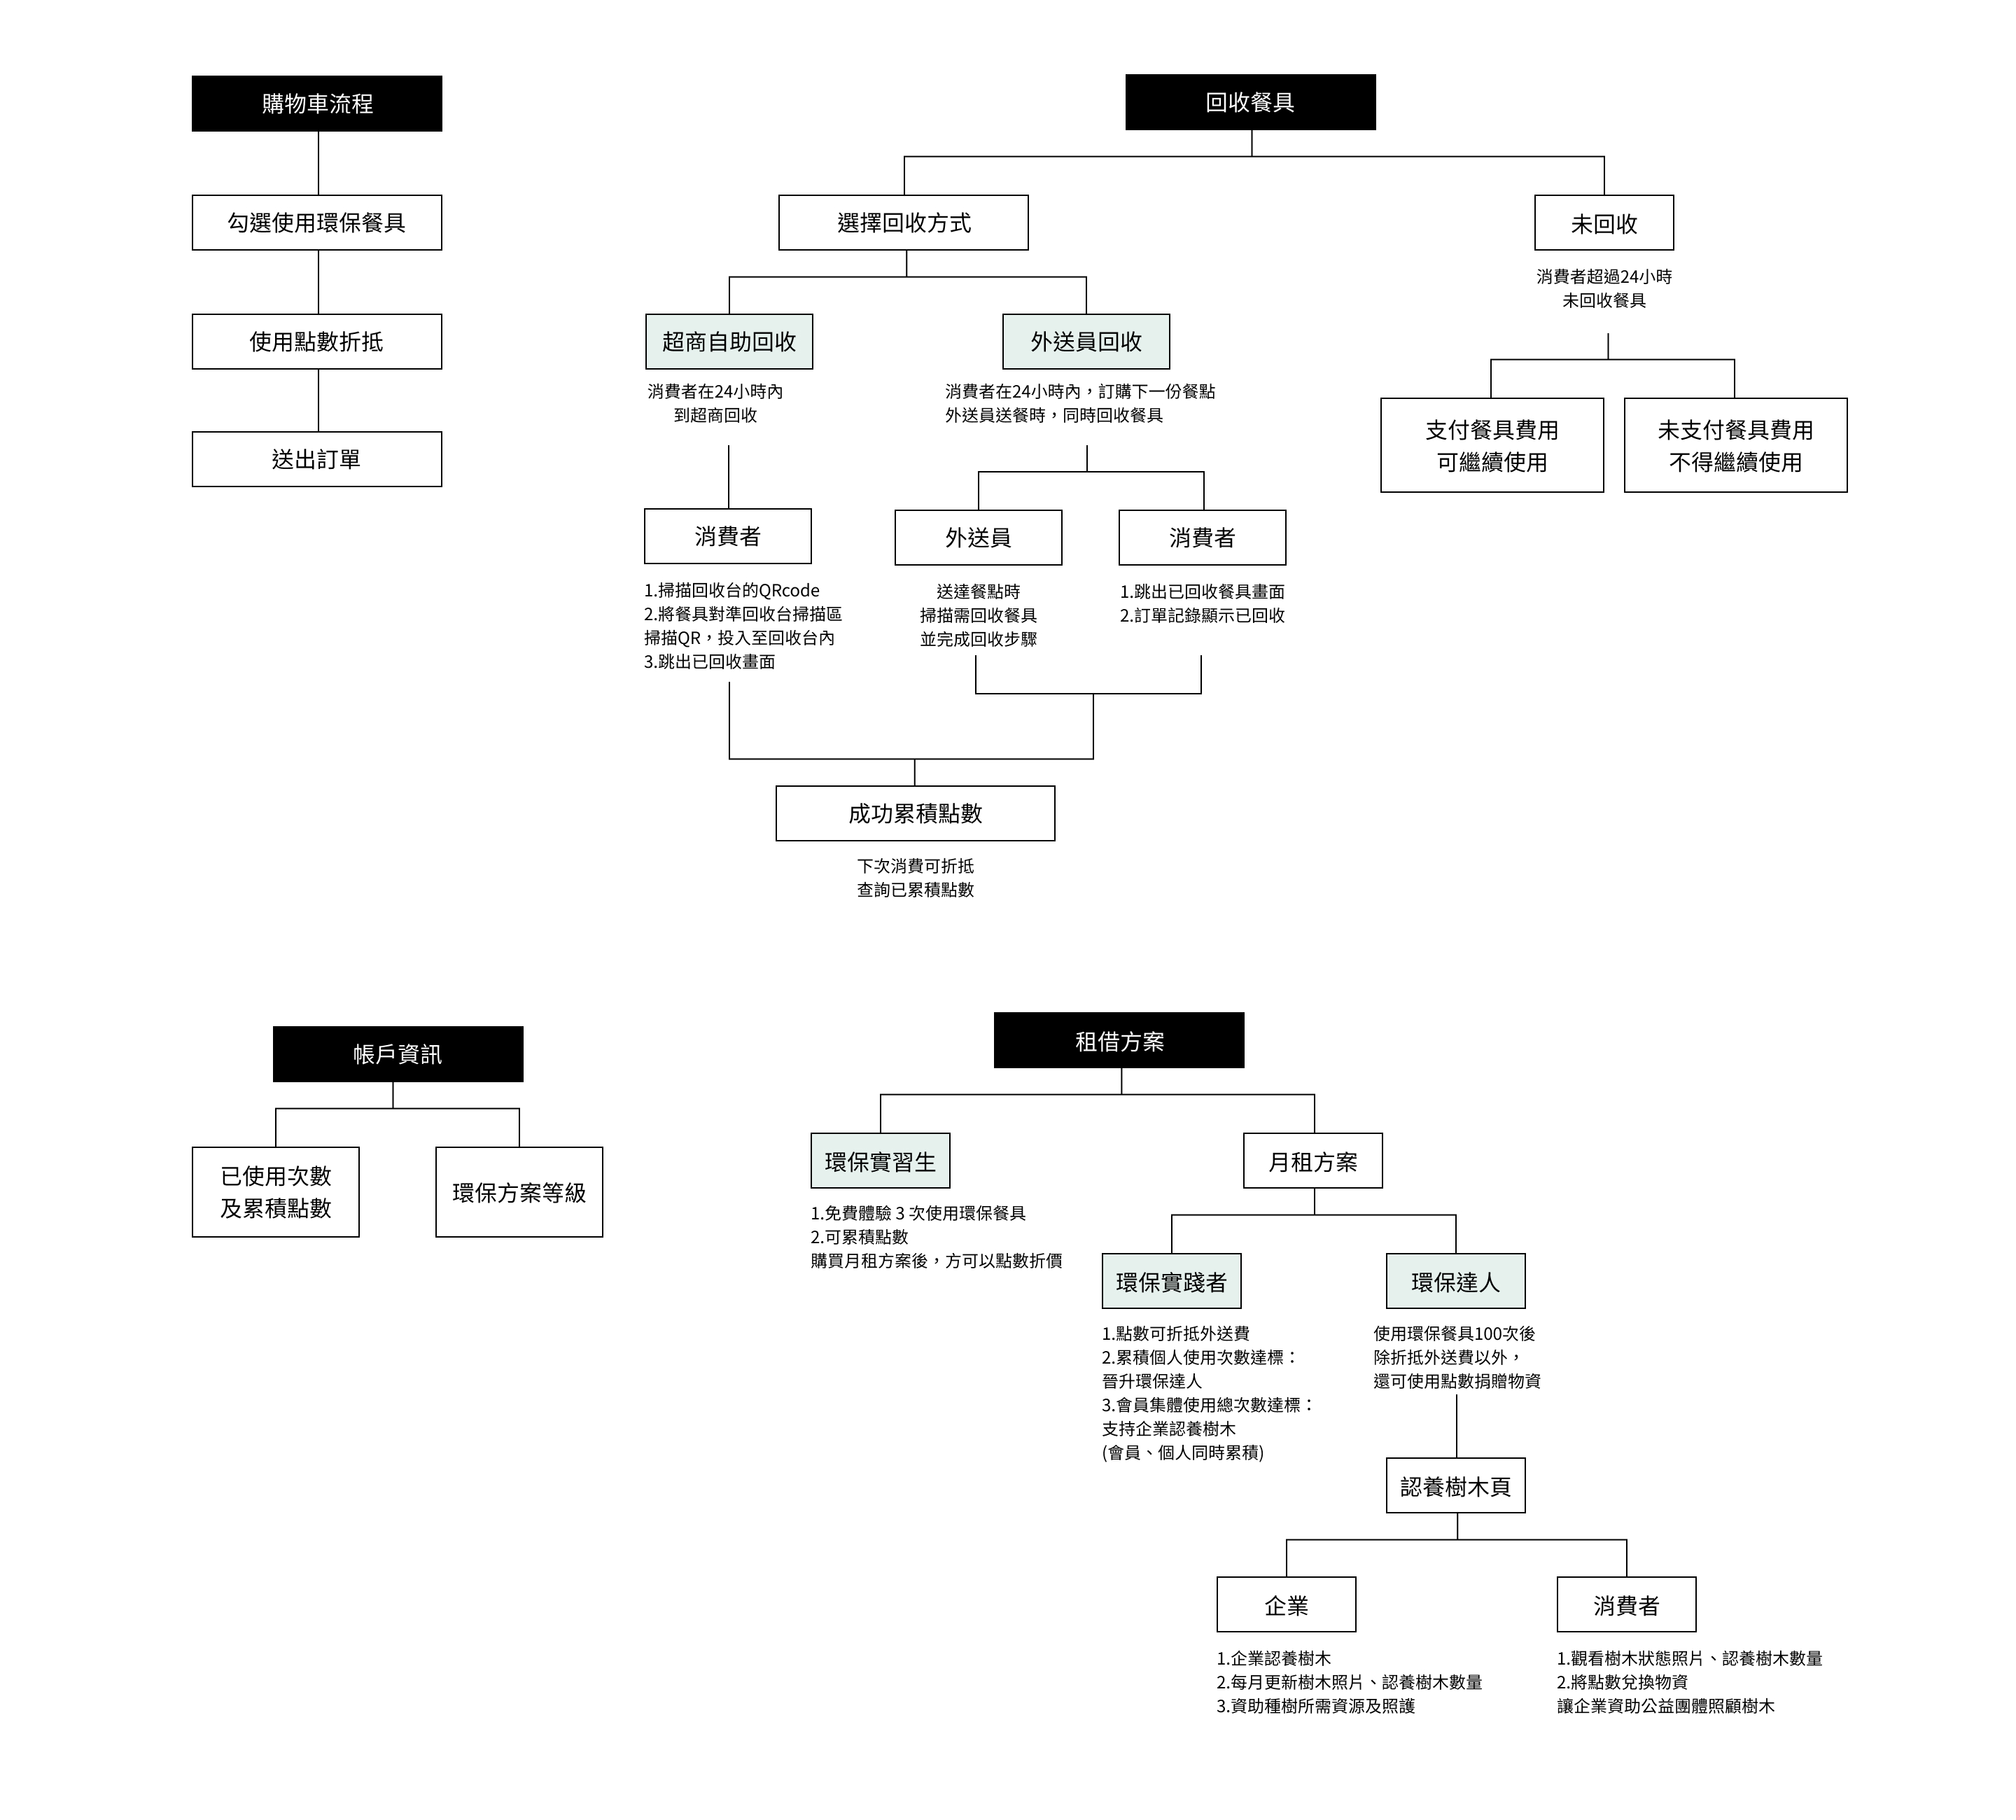 購物車流程
勾選使用環保餐具
使用點數折抵
送出訂單
回收餐具
選擇回收方式
未回收
消費者超過24小時
未回收餐具
超商自助回收
外送員回收
消費者在24小時內
到超商回收
消費者在24小時內，訂購下一份餐點
外送員送餐時，同時回收餐具
支付餐具費用
可繼續使用
未支付餐具費用
不得繼續使用
消費者
外送員
消費者
1.掃描回收台的QRcode
2.將餐具對準回收台掃描區
掃描QR，投入至回收台內
3.跳出已回收畫面
送達餐點時
掃描需回收餐具
並完成回收步驟
1.跳出已回收餐具畫面
2.訂單記錄顯示已回收
成功累積點數
下次消費可折抵
查詢已累積點數
帳戶資訊
已使用次數
及累積點數
環保方案等級
租借方案
環保實習生
月租方案
1.免費體驗 3 次使用環保餐具
2.可累積點數
購買月租方案後，方可以點數折價
環保實踐者
環保達人
1.點數可折抵外送費
2.累積個人使用次數達標：
晉升環保達人
3.會員集體使用總次數達標：
支持企業認養樹木
(會員、個人同時累積)
使用環保餐具100次後
除折抵外送費以外，
還可使用點數捐贈物資
認養樹木頁
企業
消費者
1.企業認養樹木
2.每月更新樹木照片、認養樹木數量
3.資助種樹所需資源及照護
1.觀看樹木狀態照片、認養樹木數量
2.將點數兌換物資
讓企業資助公益團體照顧樹木